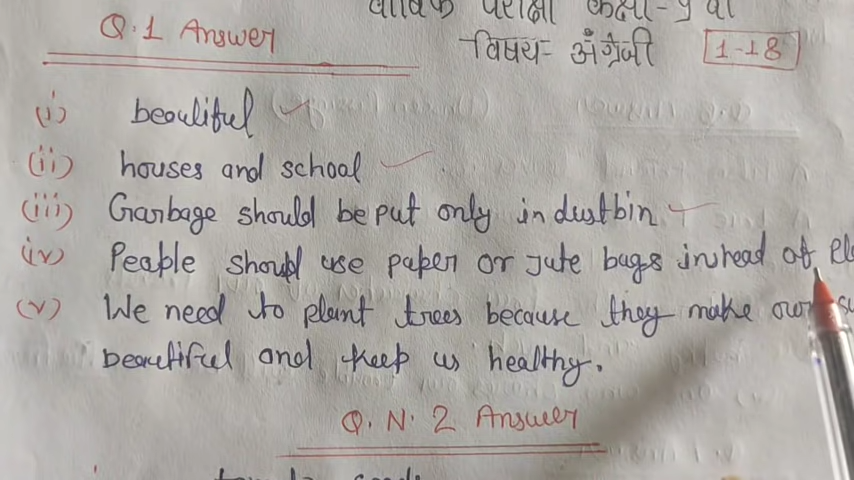 वार्षिक परीक्षा कक्षा-9 वी
Q.1 Answer
विषय- अंग्रेजी
1-18
(i) beautiful
(ii) houses and school
(iii) Garbage should be put only in dustbin
(iv) Peaple should use paper or Jute bags instead of
(v) We need to plant trees because they make our
beautiful and keep us healthy.
Q. N. 2 Answer